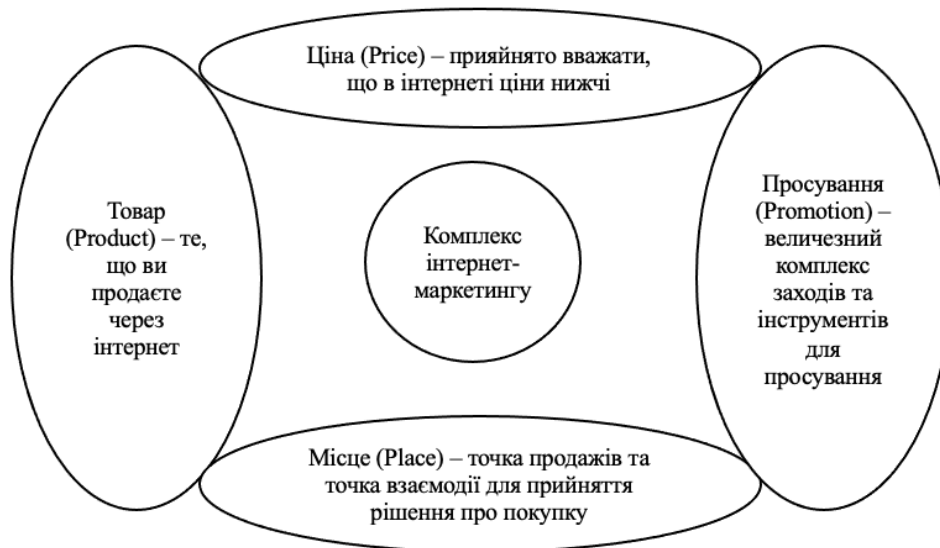 Ціна (Price) – прияйнято вважати,
що в інтернеті ціни нижчі
Товар
(Product) – те,
що ви
продаєте
через
інтернет
Комплекс
інтернет-
маркетингу
Просування
(Promotion) –
величезний
комплекс
заходів та
інструментів
для
просування
Місце (Place) – точка продажів та
точка взаємодії для прийняття
рішення про покупку